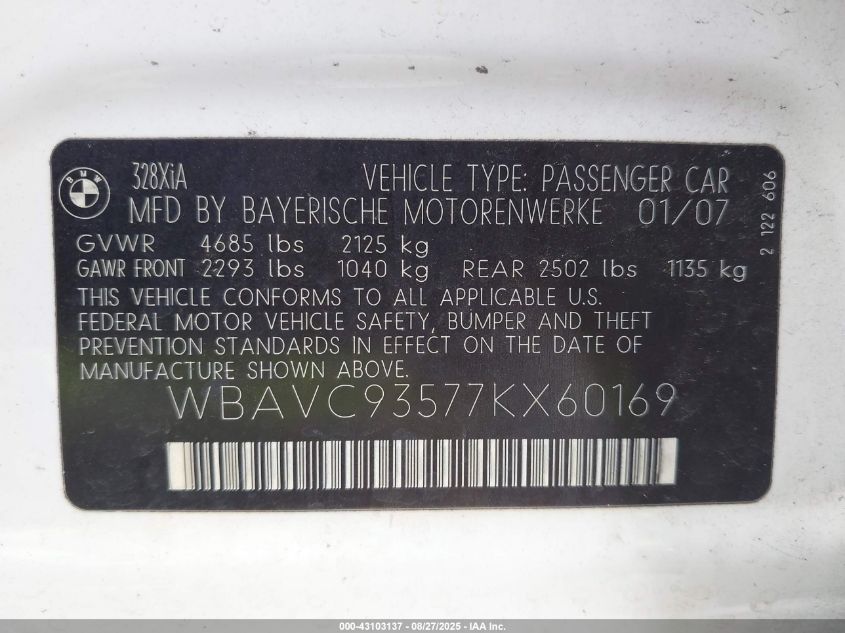 BMW
328XiA VEHICLE TYPE: PASSENGER CAR
MFD BY BAYERISCHE MOTORENWERKE 01/07
GVWR 4685 lbs 2125 kg
GAWR FRONT 2293 lbs 1040 kg REAR 2502 lbs 1135 kg
THIS VEHICLE CONFORMS TO ALL APPLICABLE U.S.
FEDERAL MOTOR VEHICLE SAFETY, BUMPER AND THEFT
PREVENTION STANDARDS IN EFFECT ON THE DATE OF
MANUFACTURE SHOWN ABOVE.
WBAVC93577KX60169
2 122 606
000-43103137 - 08/27/2025 - IAA Inc.